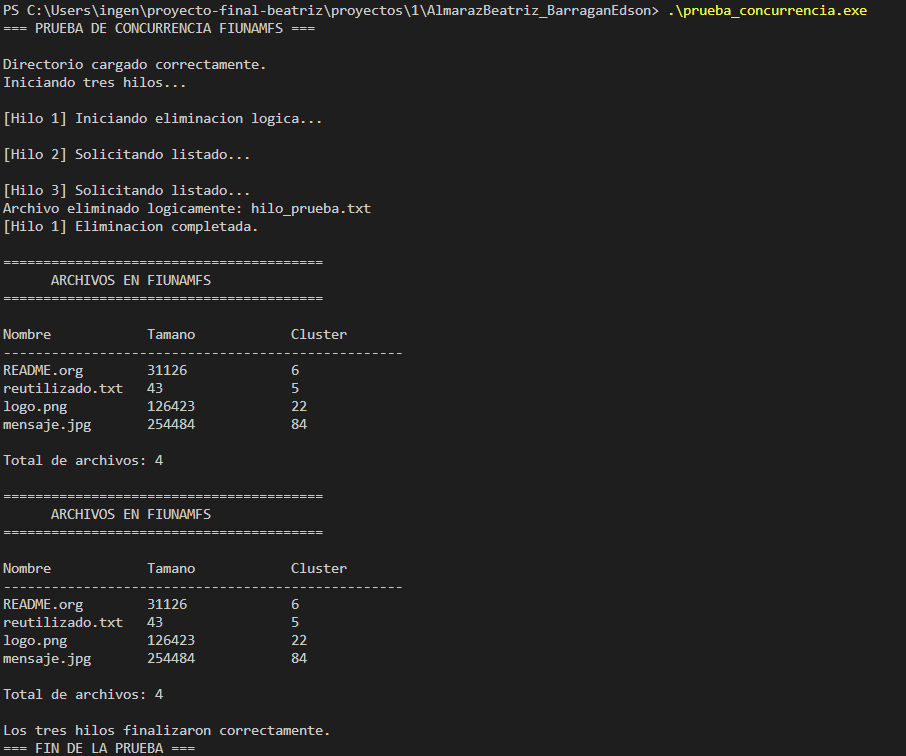 PS C:\Users\ingen\proyecto-final-beatriz\proyectos\1\AlmarazBeatriz_BarraganEdson> .\prueba_concurrencia.exe
=== PRUEBA DE CONCURRENCIA FIUNAMFS ===
Directorio cargado correctamente.
Iniciando tres hilos...
[Hilo 1] Iniciando eliminacion logica...
[Hilo 2] Solicitando listado...
[Hilo 3] Solicitando listado...
Archivo eliminado logicamente: hilo_prueba.txt
[Hilo 1] Eliminacion completada.
========================================
ARCHIVOS EN FIUNAMFS
========================================
Nombre Tamano Cluster
--------------------------------------------------
README.org 31126 6
reutilizado.txt 43 5
logo.png 126423 22
mensaje.jpg 254484 84
Total de archivos: 4
========================================
ARCHIVOS EN FIUNAMFS
========================================
Nombre Tamano Cluster
--------------------------------------------------
README.org 31126 6
reutilizado.txt 43 5
logo.png 126423 22
mensaje.jpg 254484 84
Total de archivos: 4
Los tres hilos finalizaron correctamente.
=== FIN DE LA PRUEBA ===